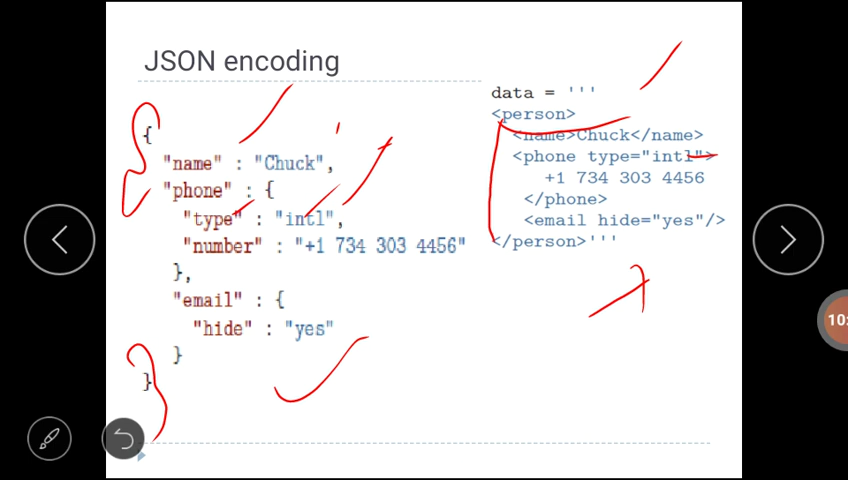 JSON encoding
{
"name" : "Chuck",
"phone" : {
"type" : "intl",
"number" : "+1 734 303 4456"
},
"email" : {
"hide" : "yes"
}
}
data = '''
<person>
<name>Chuck</name>
<phone type="intl">
+1 734 303 4456
</phone>
<email hide="yes"/>
</person>'''
10: